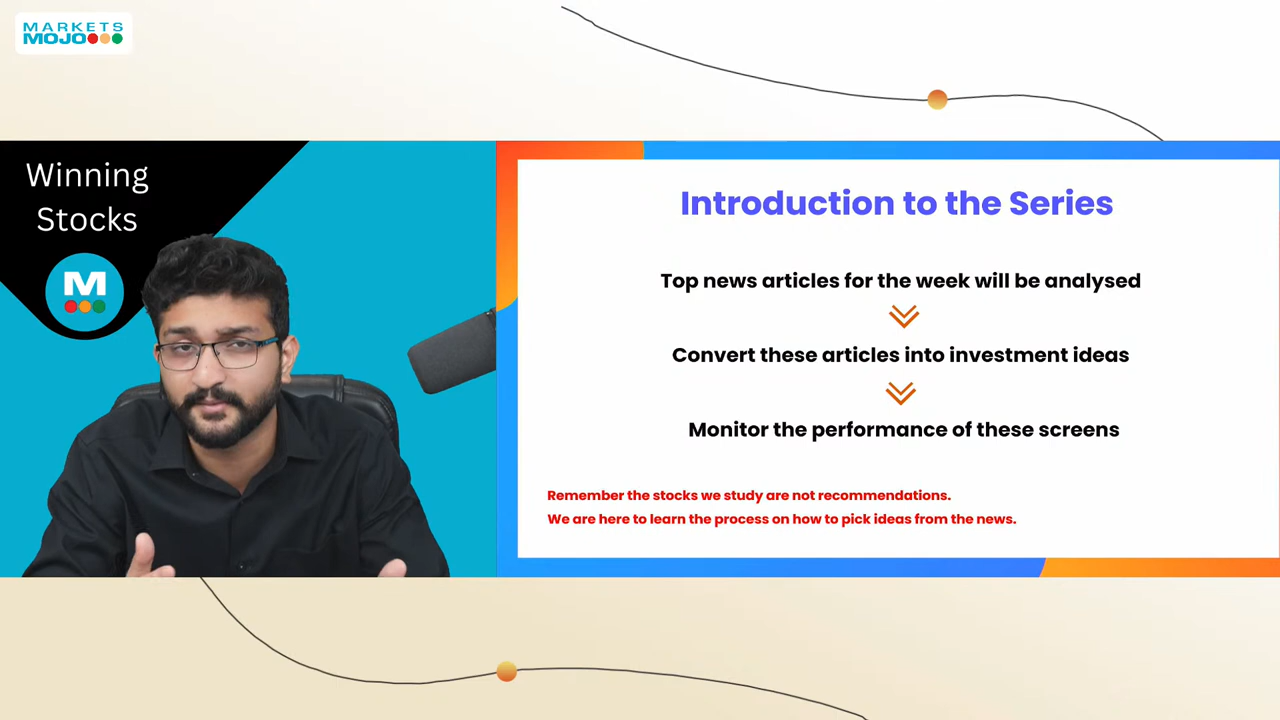 MARKETS
MOJO
Winning
Stocks
M
Introduction to the Series
Top news articles for the week will be analysed
Convert these articles into investment ideas
Monitor the performance of these screens
Remember the stocks we study are not recommendations.
We are here to learn the process on how to pick ideas from the news.